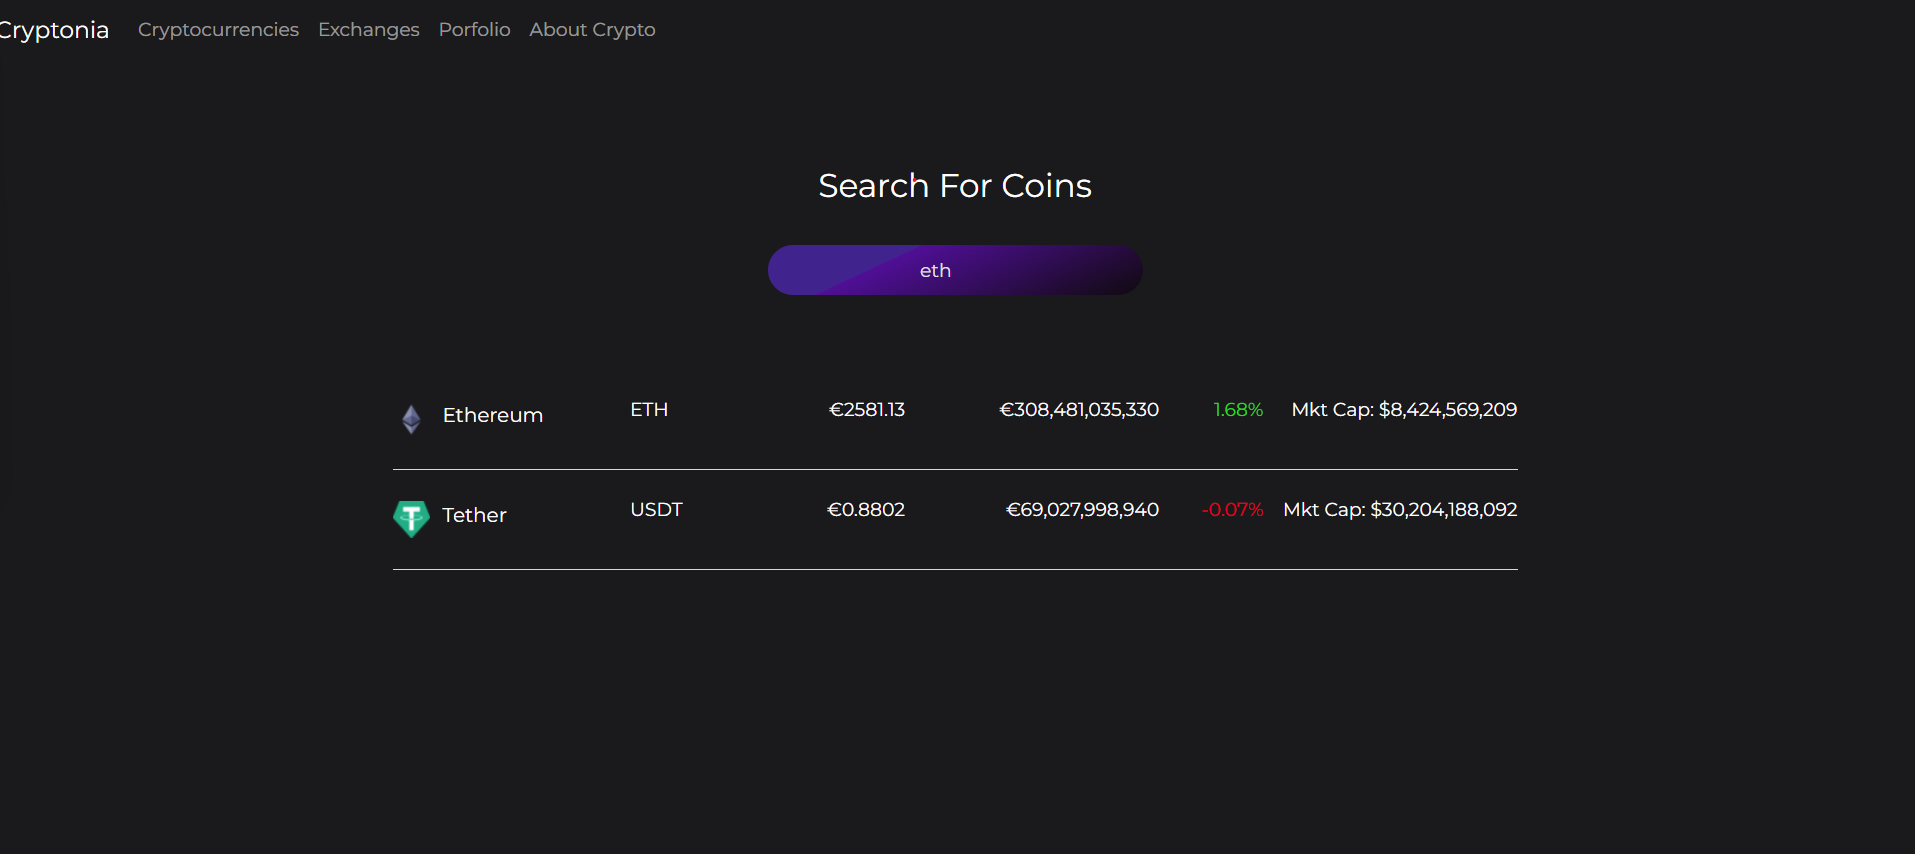 Cryptonia Cryptocurrencies Exchanges Porfolio About Crypto
Search For Coins
eth
Ethereum ETH €2581.13 €308,481,035,330 1.68% Mkt Cap: $8,424,569,209
Tether USDT €0.8802 €69,027,998,940 -0.07% Mkt Cap: $30,204,188,092